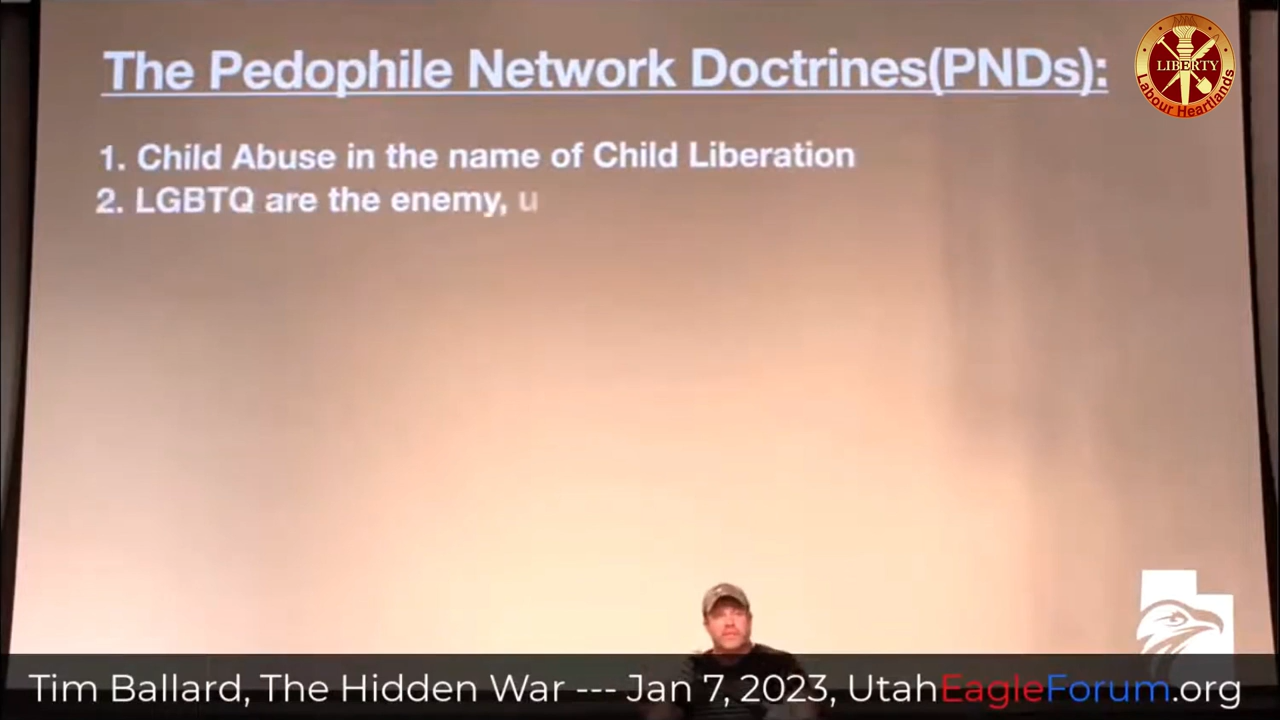 The Pedophile Network Doctrines(PNDs):
LIBERTY
Labour Heartlands
1. Child Abuse in the name of Child Liberation
2. LGBTQ are the enemy, u
Tim Ballard, The Hidden War --- Jan 7, 2023, UtahEagleForum.org